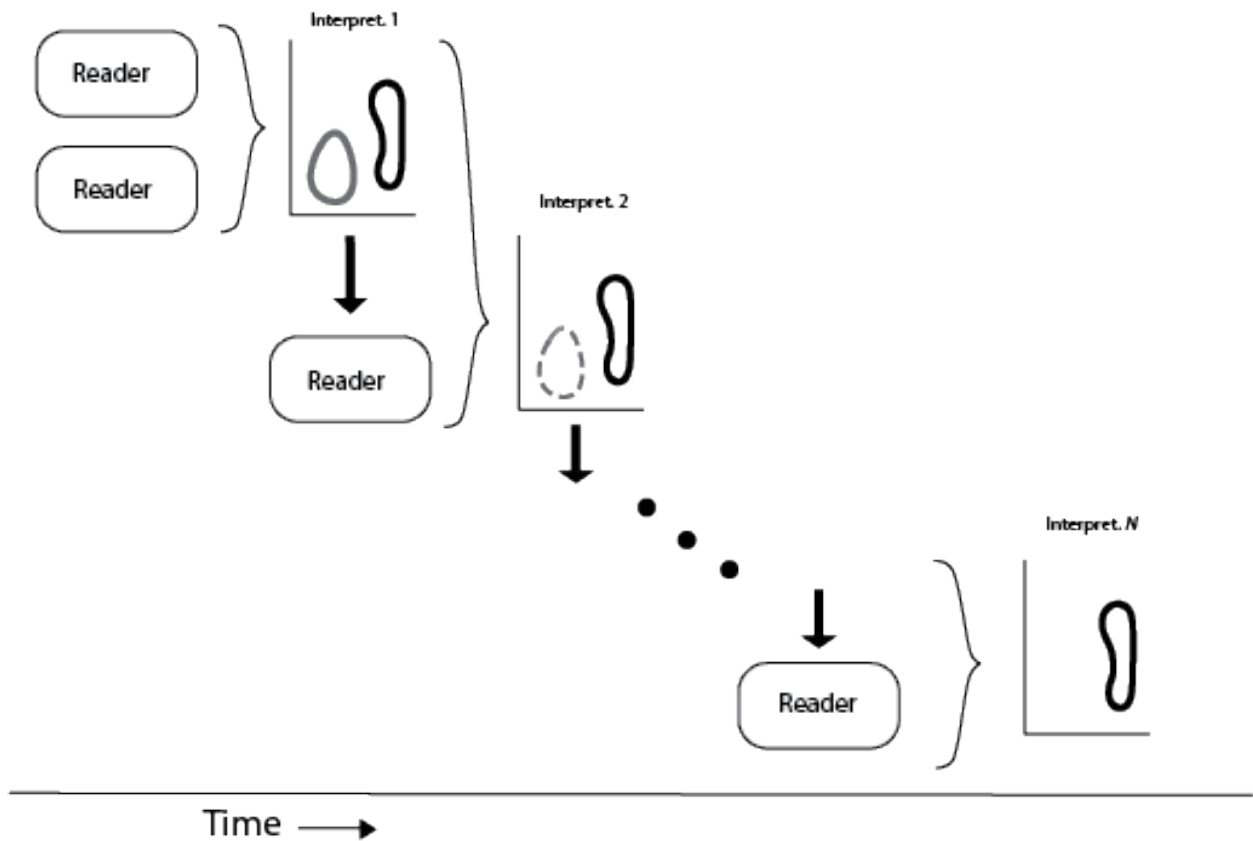 Interpret. 1
Reader
Reader
Interpret. 2
Reader
Interpret. N
Reader
Time